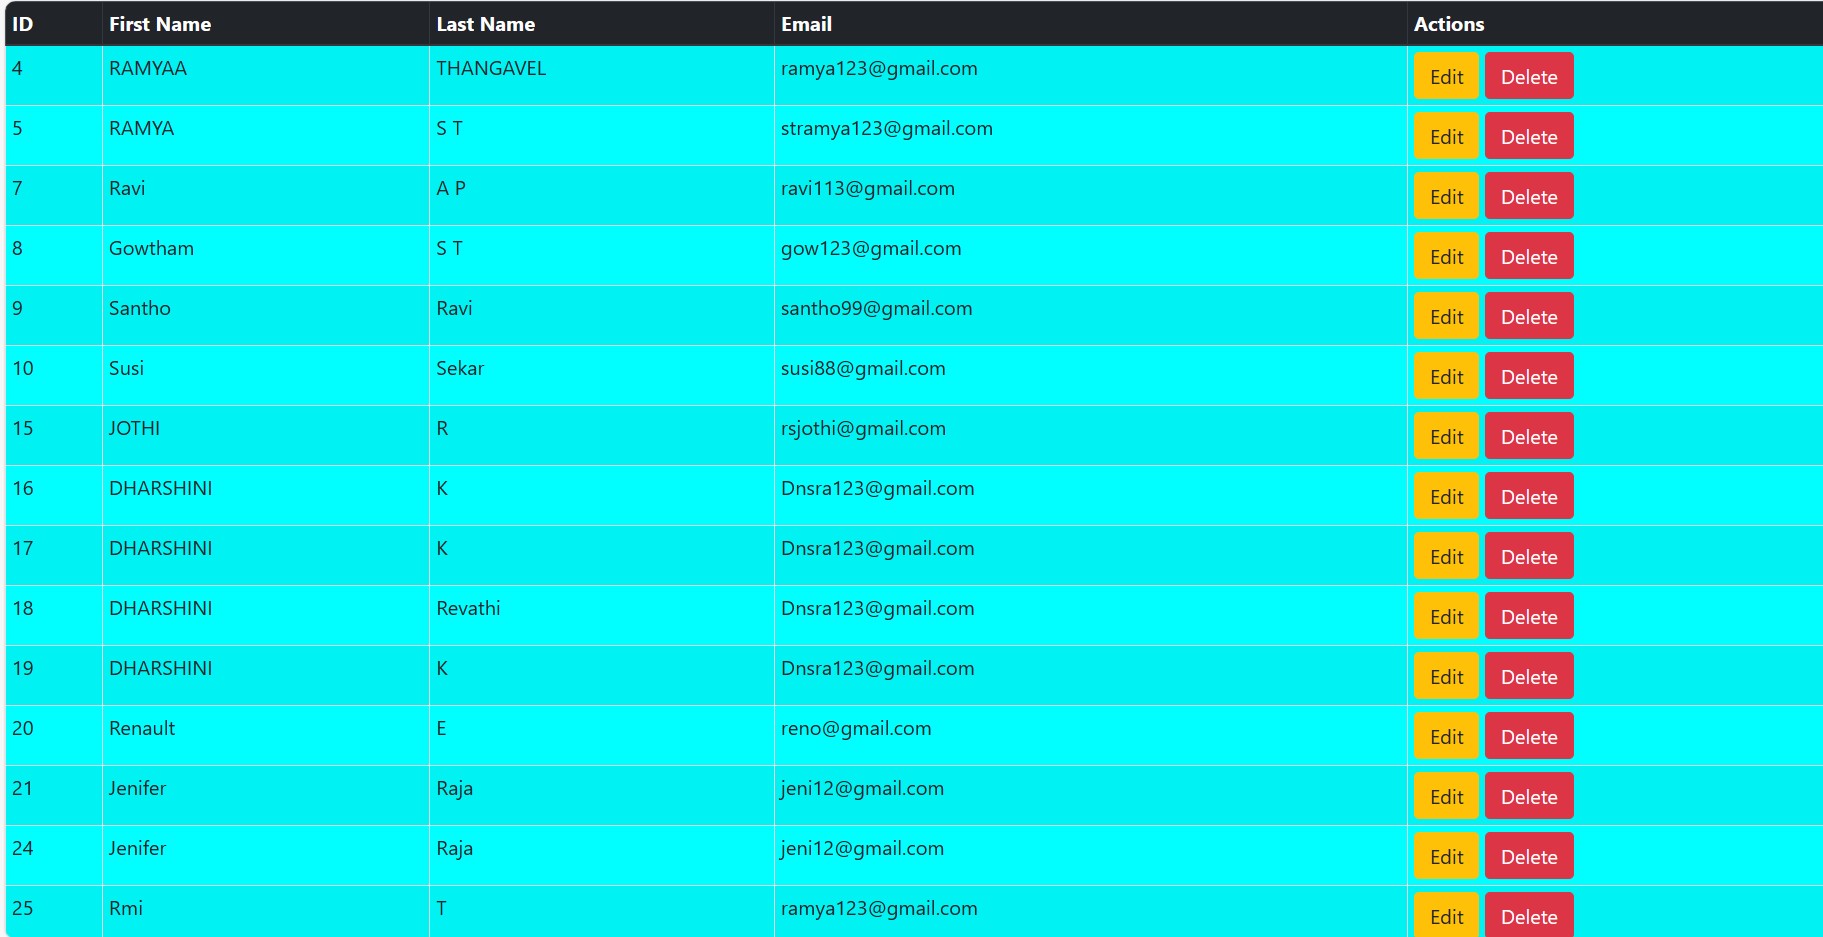 ID First Name Last Name Email Actions
4 RAMYAA THANGAVEL ramya123@gmail.com Edit Delete
5 RAMYA S T stramya123@gmail.com Edit Delete
7 Ravi A P ravi113@gmail.com Edit Delete
8 Gowtham S T gow123@gmail.com Edit Delete
9 Santho Ravi santho99@gmail.com Edit Delete
10 Susi Sekar susi88@gmail.com Edit Delete
15 JOTHI R rsjothi@gmail.com Edit Delete
16 DHARSHINI K Dnsra123@gmail.com Edit Delete
17 DHARSHINI K Dnsra123@gmail.com Edit Delete
18 DHARSHINI Revathi Dnsra123@gmail.com Edit Delete
19 DHARSHINI K Dnsra123@gmail.com Edit Delete
20 Renault E reno@gmail.com Edit Delete
21 Jenifer Raja jeni12@gmail.com Edit Delete
24 Jenifer Raja jeni12@gmail.com Edit Delete
25 Rmi T ramya123@gmail.com Edit Delete